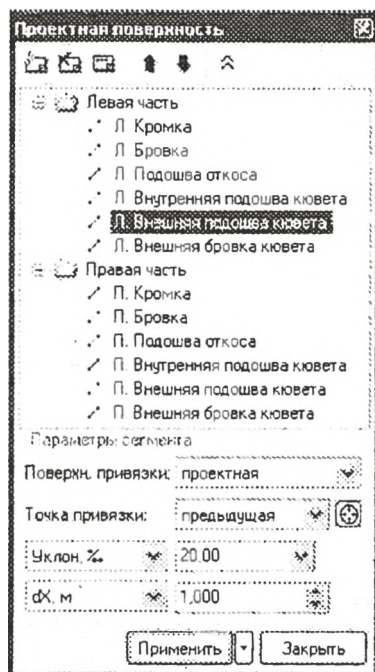 Проектная поверхность
Левая часть
Л Кромка
Л Бровка
Л Подошва откоса
Л Внутренняя подошва кювета
Л. Внешняя подошва кювета
Л. Внешняя бровка кювета
Правая часть
П. Кромка
П. Бровка
П. Подошва откоса
П Внутренняя подошва кювета
П. Внешняя подошва кювета
П Внешняя бровка кювета
Параметры сегмента
Поверхн. привязки: проектная
Точка привязки: предыдущая
Уклон, ‰ 20,00
dX, м 1,000
Применить Закрыть